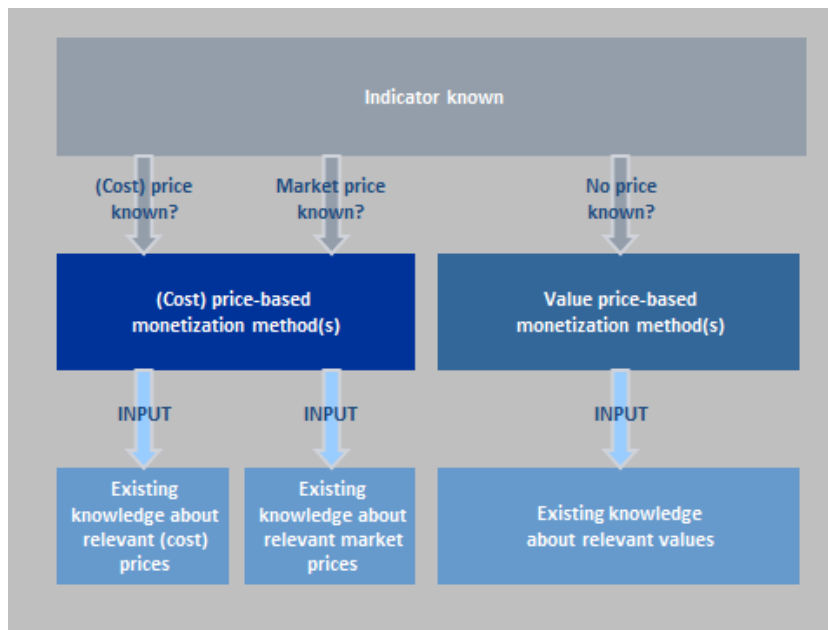 Indicator known
(Cost) price
known?
Market price
known?
No price
known?
(Cost) price-based
monetization method(s)
Value price-based
monetization method(s)
INPUT
INPUT
INPUT
Existing
knowledge about
relevant (cost)
prices
Existing
knowledge about
relevant market
prices
Existing knowledge
about relevant values